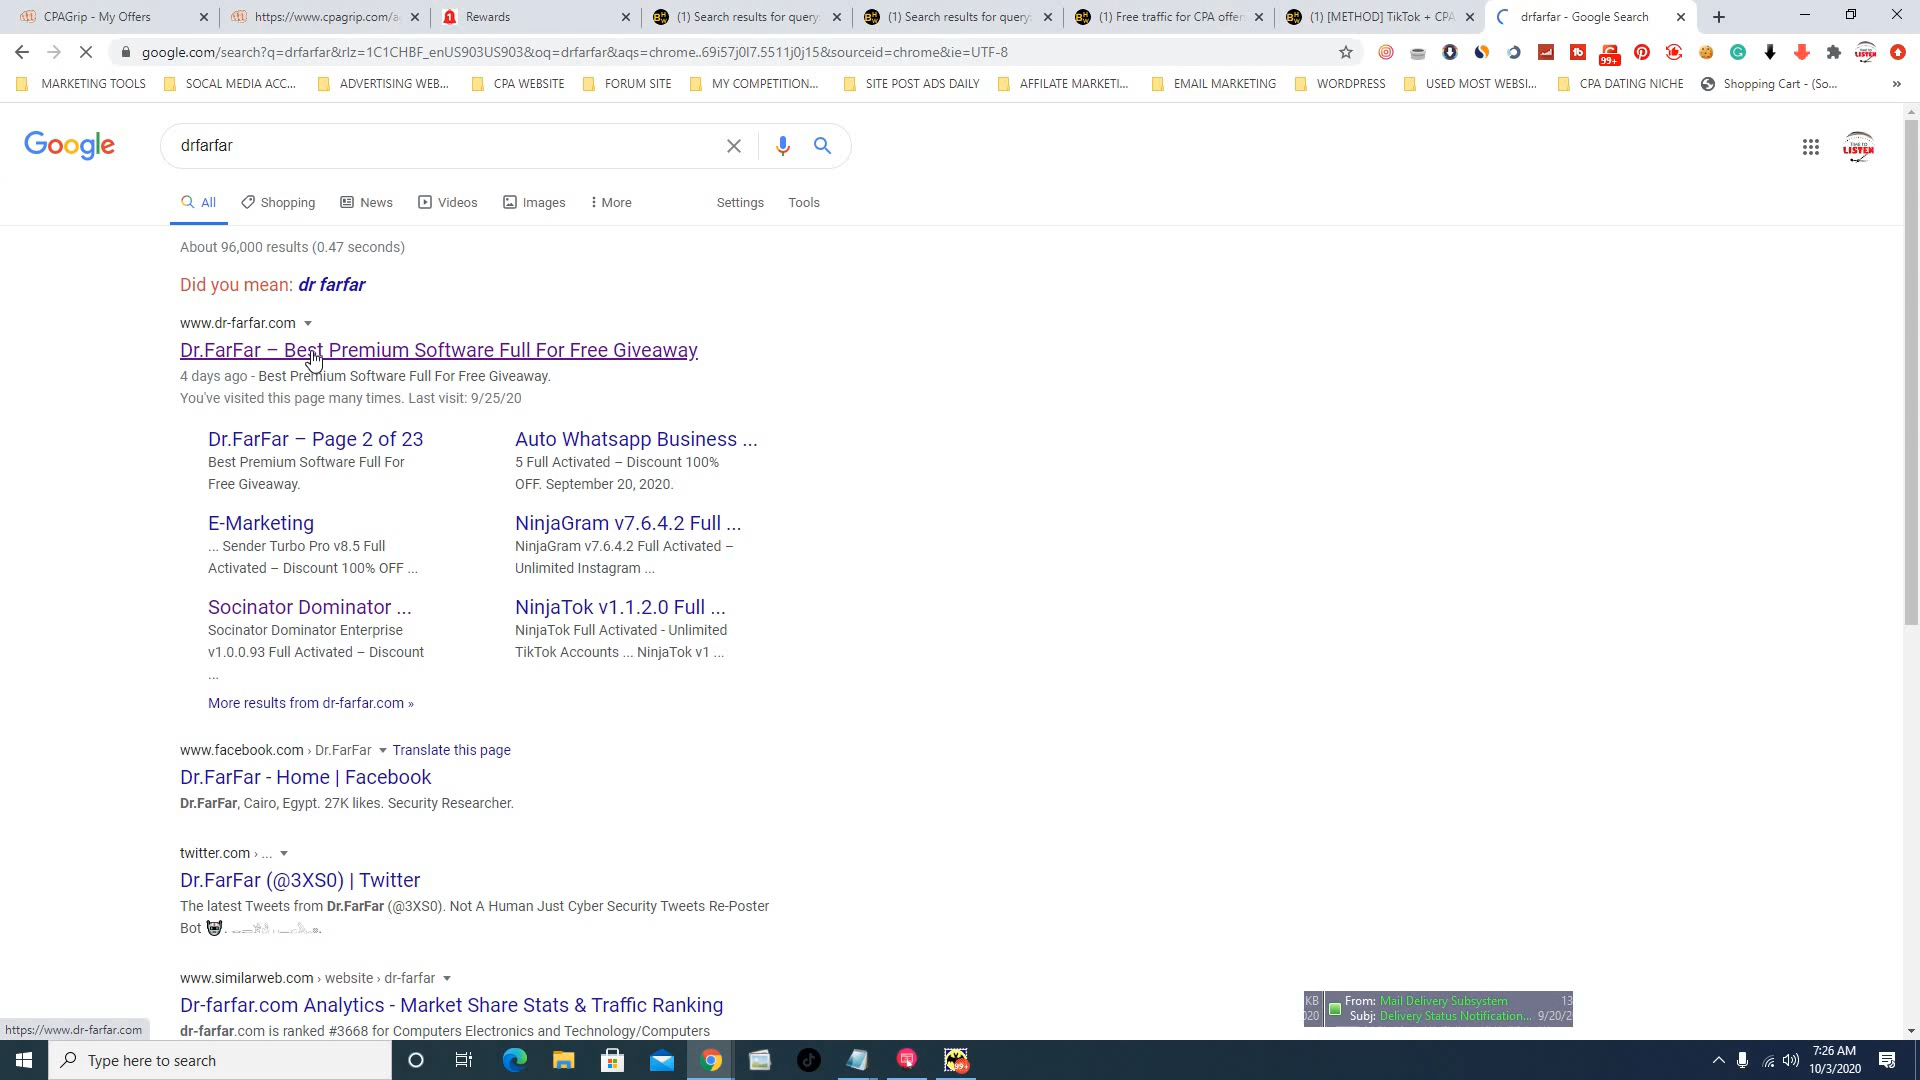 CPAGrip - My Offers
https://www.cpagrip.com/a
Rewards
(1) Search results for query:
(1) Search results for query:
(1) Free traffic for CPA offer
(1) [METHOD] TikTok + CPA
drfarfar - Google Search
google.com/search?q=drfarfar&rlz=1C1CHBF_enUS903US903&oq=drfarfar&aqs=chrome..69i57j0l7.5511j0j15&sourceid=chrome&ie=UTF-8
99+
MARKETING TOOLS
SOCAL MEDIA ACC...
ADVERTISING WEB...
CPA WEBSITE
FORUM SITE
MY COMPETITION...
SITE POST ADS DAILY
AFFILIATE MARKETI...
EMAIL MARKETING
WORDPRESS
USED MOST WEBSI...
CPA DATING NICHE
Shopping Cart - (So...
»
Google
drfarfar
TIME TO
LISTEN
All
Shopping
News
Videos
Images
More
Settings
Tools
About 96,000 results (0.47 seconds)
Did you mean: dr farfar
www.dr-farfar.com
Dr.FarFar – Best Premium Software Full For Free Giveaway
4 days ago - Best Premium Software Full For Free Giveaway.
You've visited this page many times. Last visit: 9/25/20
Dr.FarFar – Page 2 of 23
Best Premium Software Full For
Free Giveaway.
Auto Whatsapp Business ...
5 Full Activated – Discount 100%
OFF. September 20, 2020.
E-Marketing
... Sender Turbo Pro v8.5 Full
Activated – Discount 100% OFF ...
NinjaGram v7.6.4.2 Full ...
NinjaGram v7.6.4.2 Full Activated –
Unlimited Instagram ...
Socinator Dominator ...
Socinator Dominator Enterprise
v1.0.0.93 Full Activated – Discount
...
NinjaTok v1.1.2.0 Full ...
NinjaTok Full Activated - Unlimited
TikTok Accounts ... NinjaTok v1 ...
More results from dr-farfar.com »
www.facebook.com › Dr.FarFar Translate this page
Dr.FarFar - Home | Facebook
Dr.FarFar, Cairo, Egypt. 27K likes. Security Researcher.
twitter.com › ...
Dr.FarFar (@3XS0) | Twitter
The latest Tweets from Dr.FarFar (@3XS0). Not A Human Just Cyber Security Tweets Re-Poster
Bot
www.similarweb.com › website › dr-farfar
Dr-farfar.com Analytics - Market Share Stats & Traffic Ranking
dr-farfar.com is ranked #3668 for Computers Electronics and Technology/Computers
KB From: Mail Delivery Subsystem 13
020 Subj: Delivery Status Notification... 9/20/2
https://www.dr-farfar.com
Type here to search
99+
7:26 AM
10/3/2020